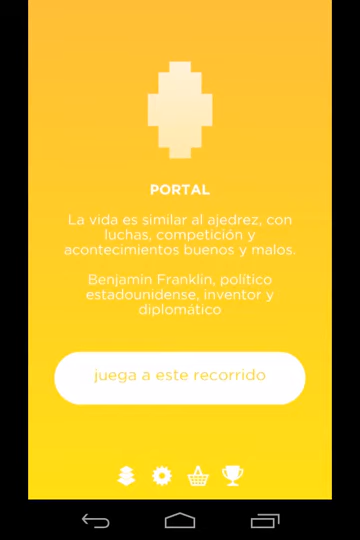 PORTAL
La vida es similar al ajedrez, con
luchas, competición y
acontecimientos buenos y malos.
Benjamin Franklin, político
estadounidense, inventor y
diplomático
juega a este recorrido